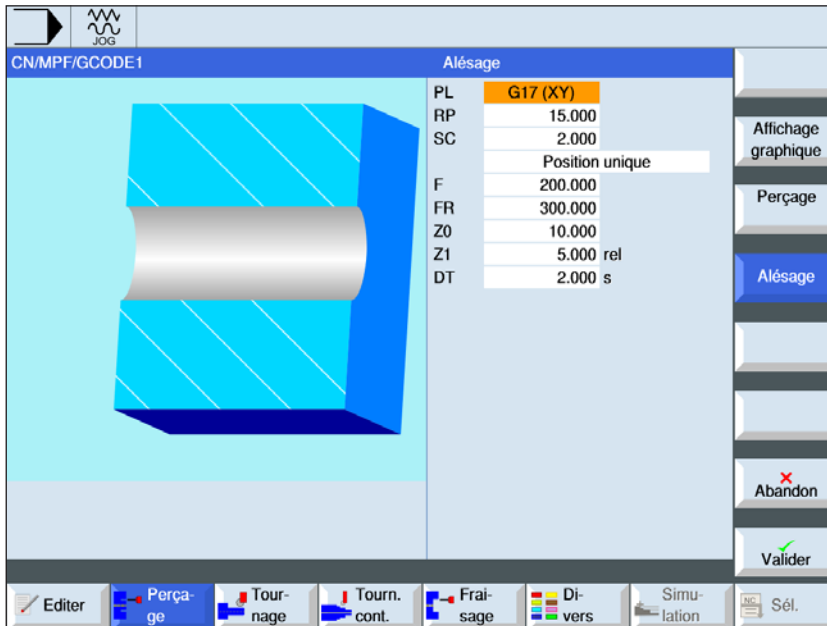 JOG
CN/MPF/GCODE1
Alésage
PL G17 (XY)
RP 15.000
SC 2.000
Position unique
F 200.000
FR 300.000
Z0 10.000
Z1 5.000 rel
DT 2.000 s
Affichage
graphique
Perçage
Alésage
Abandon
Valider
Editer
Perça-
ge
Tour-
nage
Tourn.
cont.
Frai-
sage
Di-
vers
Simu-
lation
NC
Sél.